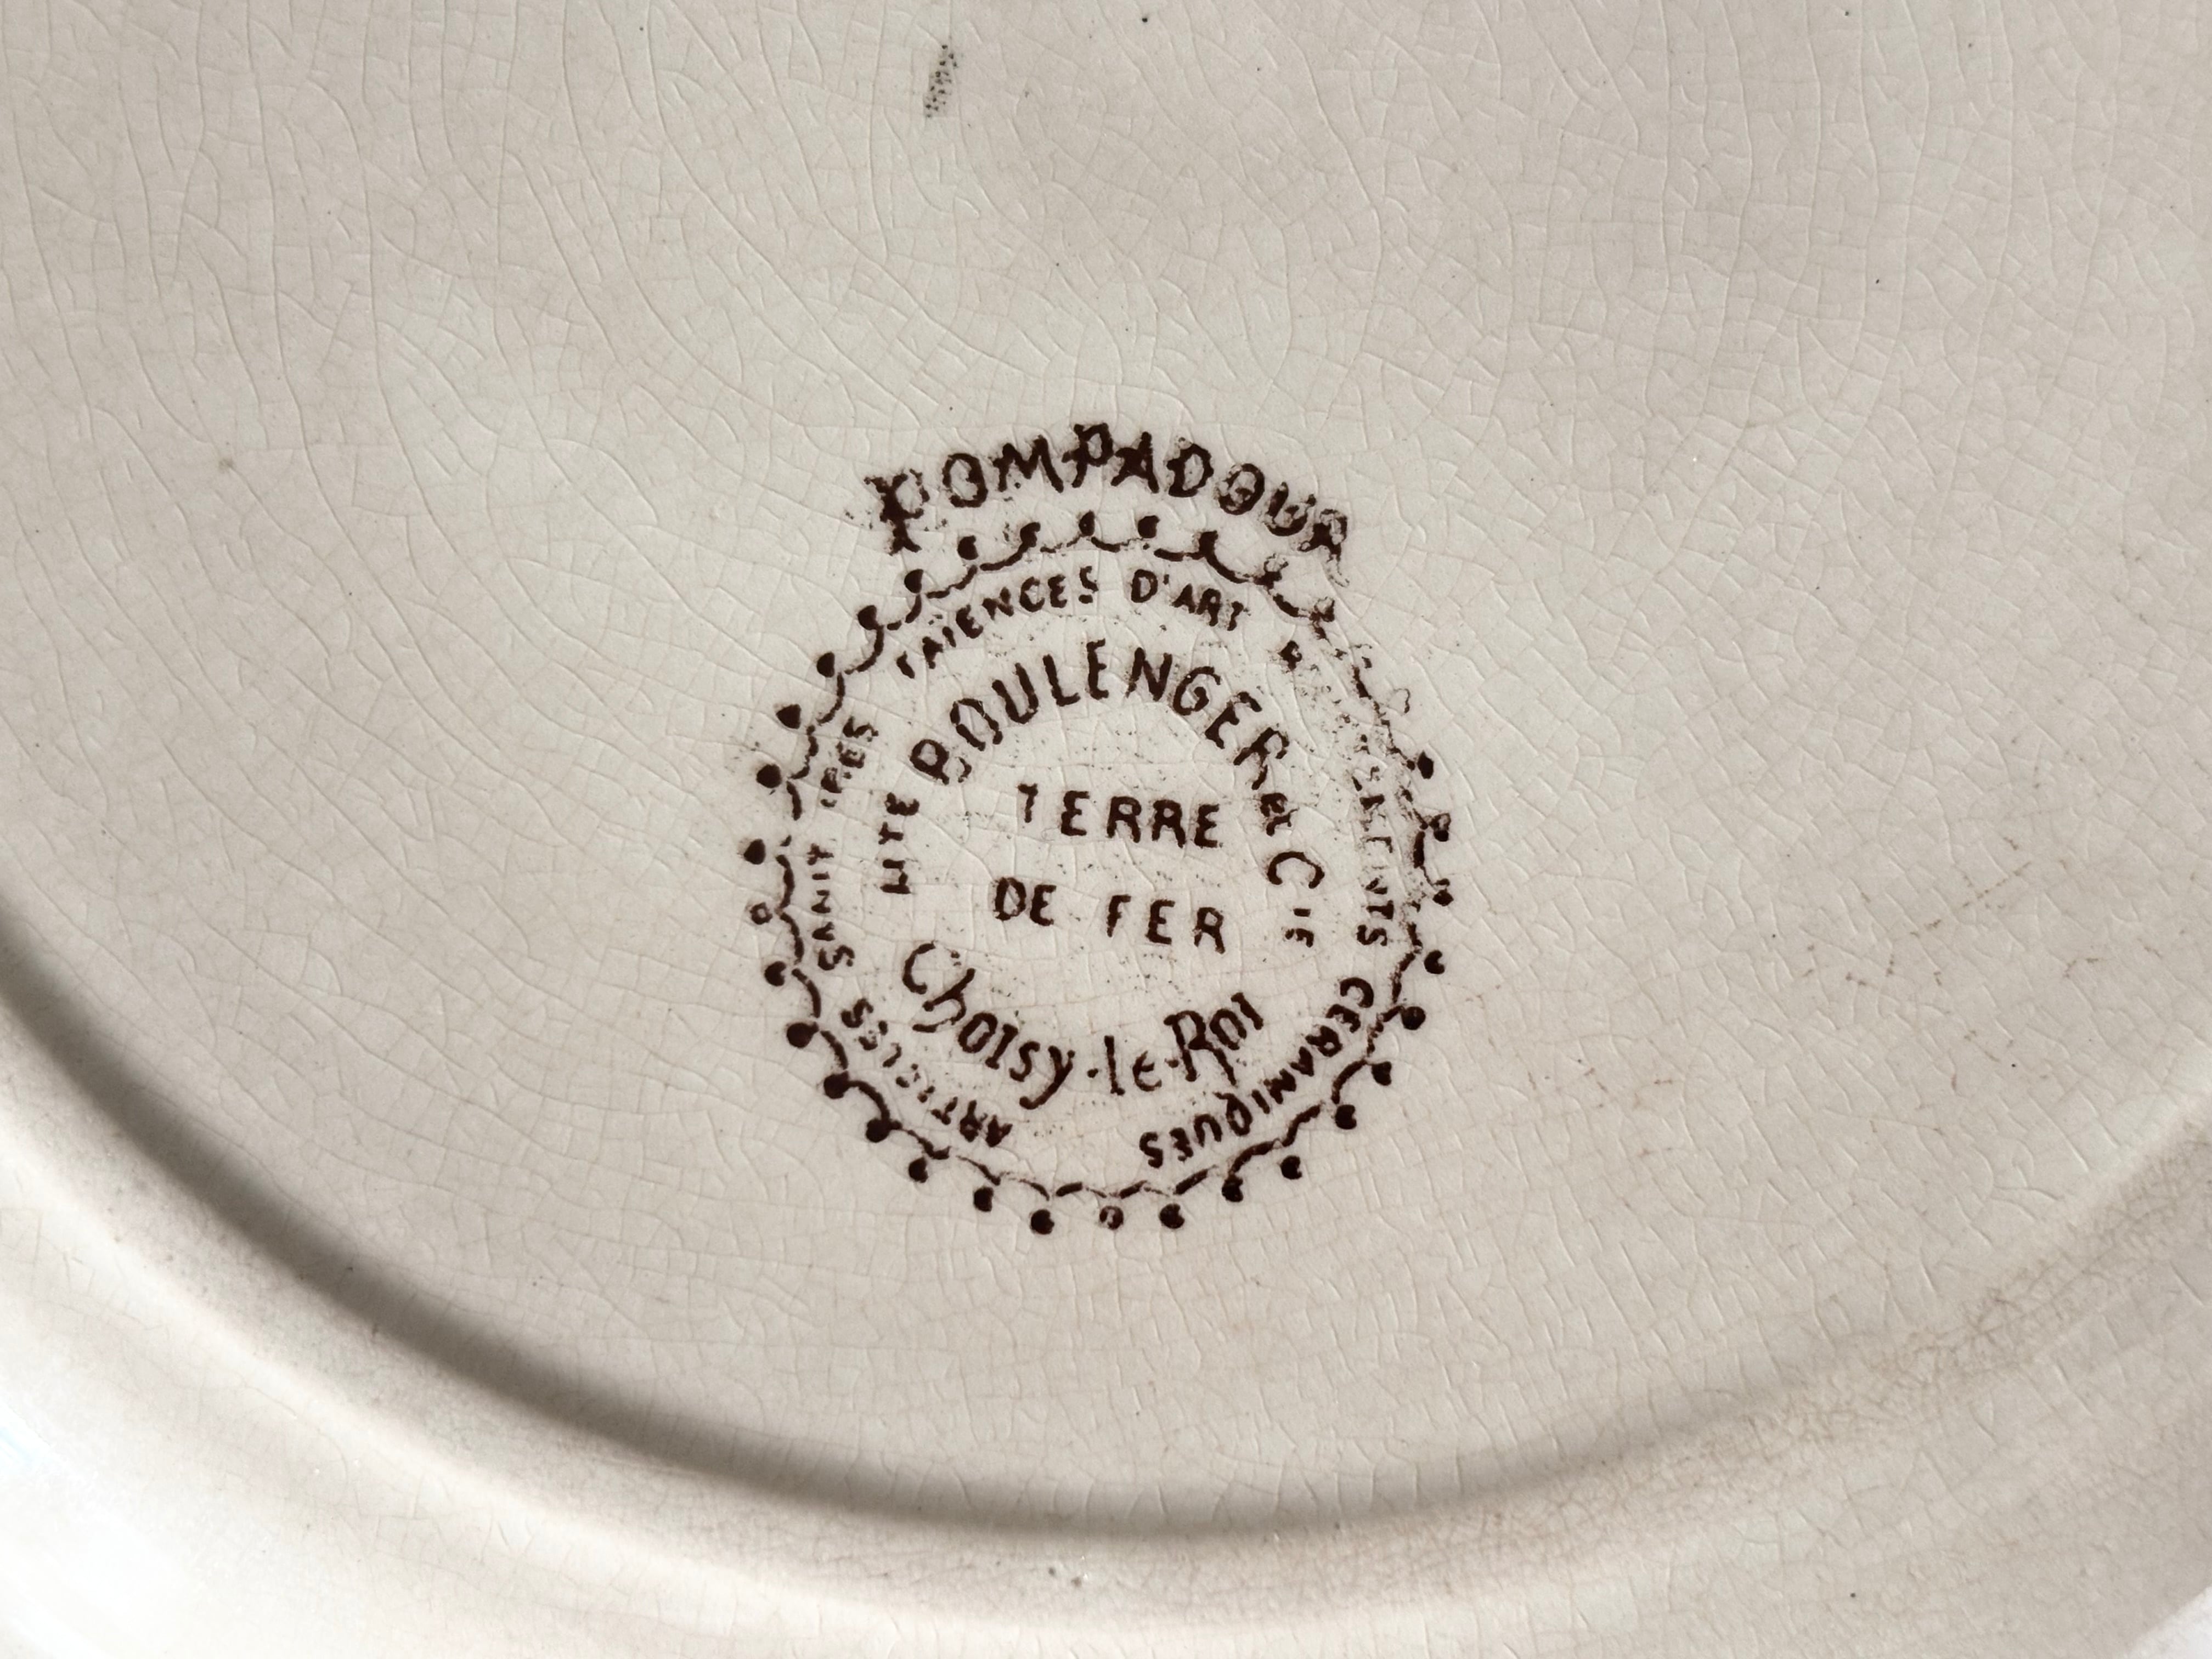 POMPADOUR
FAIENCES D'ART
CERAMIQUES
ARTICLES SANITAIRES
HTE BOULENGER & CIE
TERRE
DE FER
Choisy-le-Roi